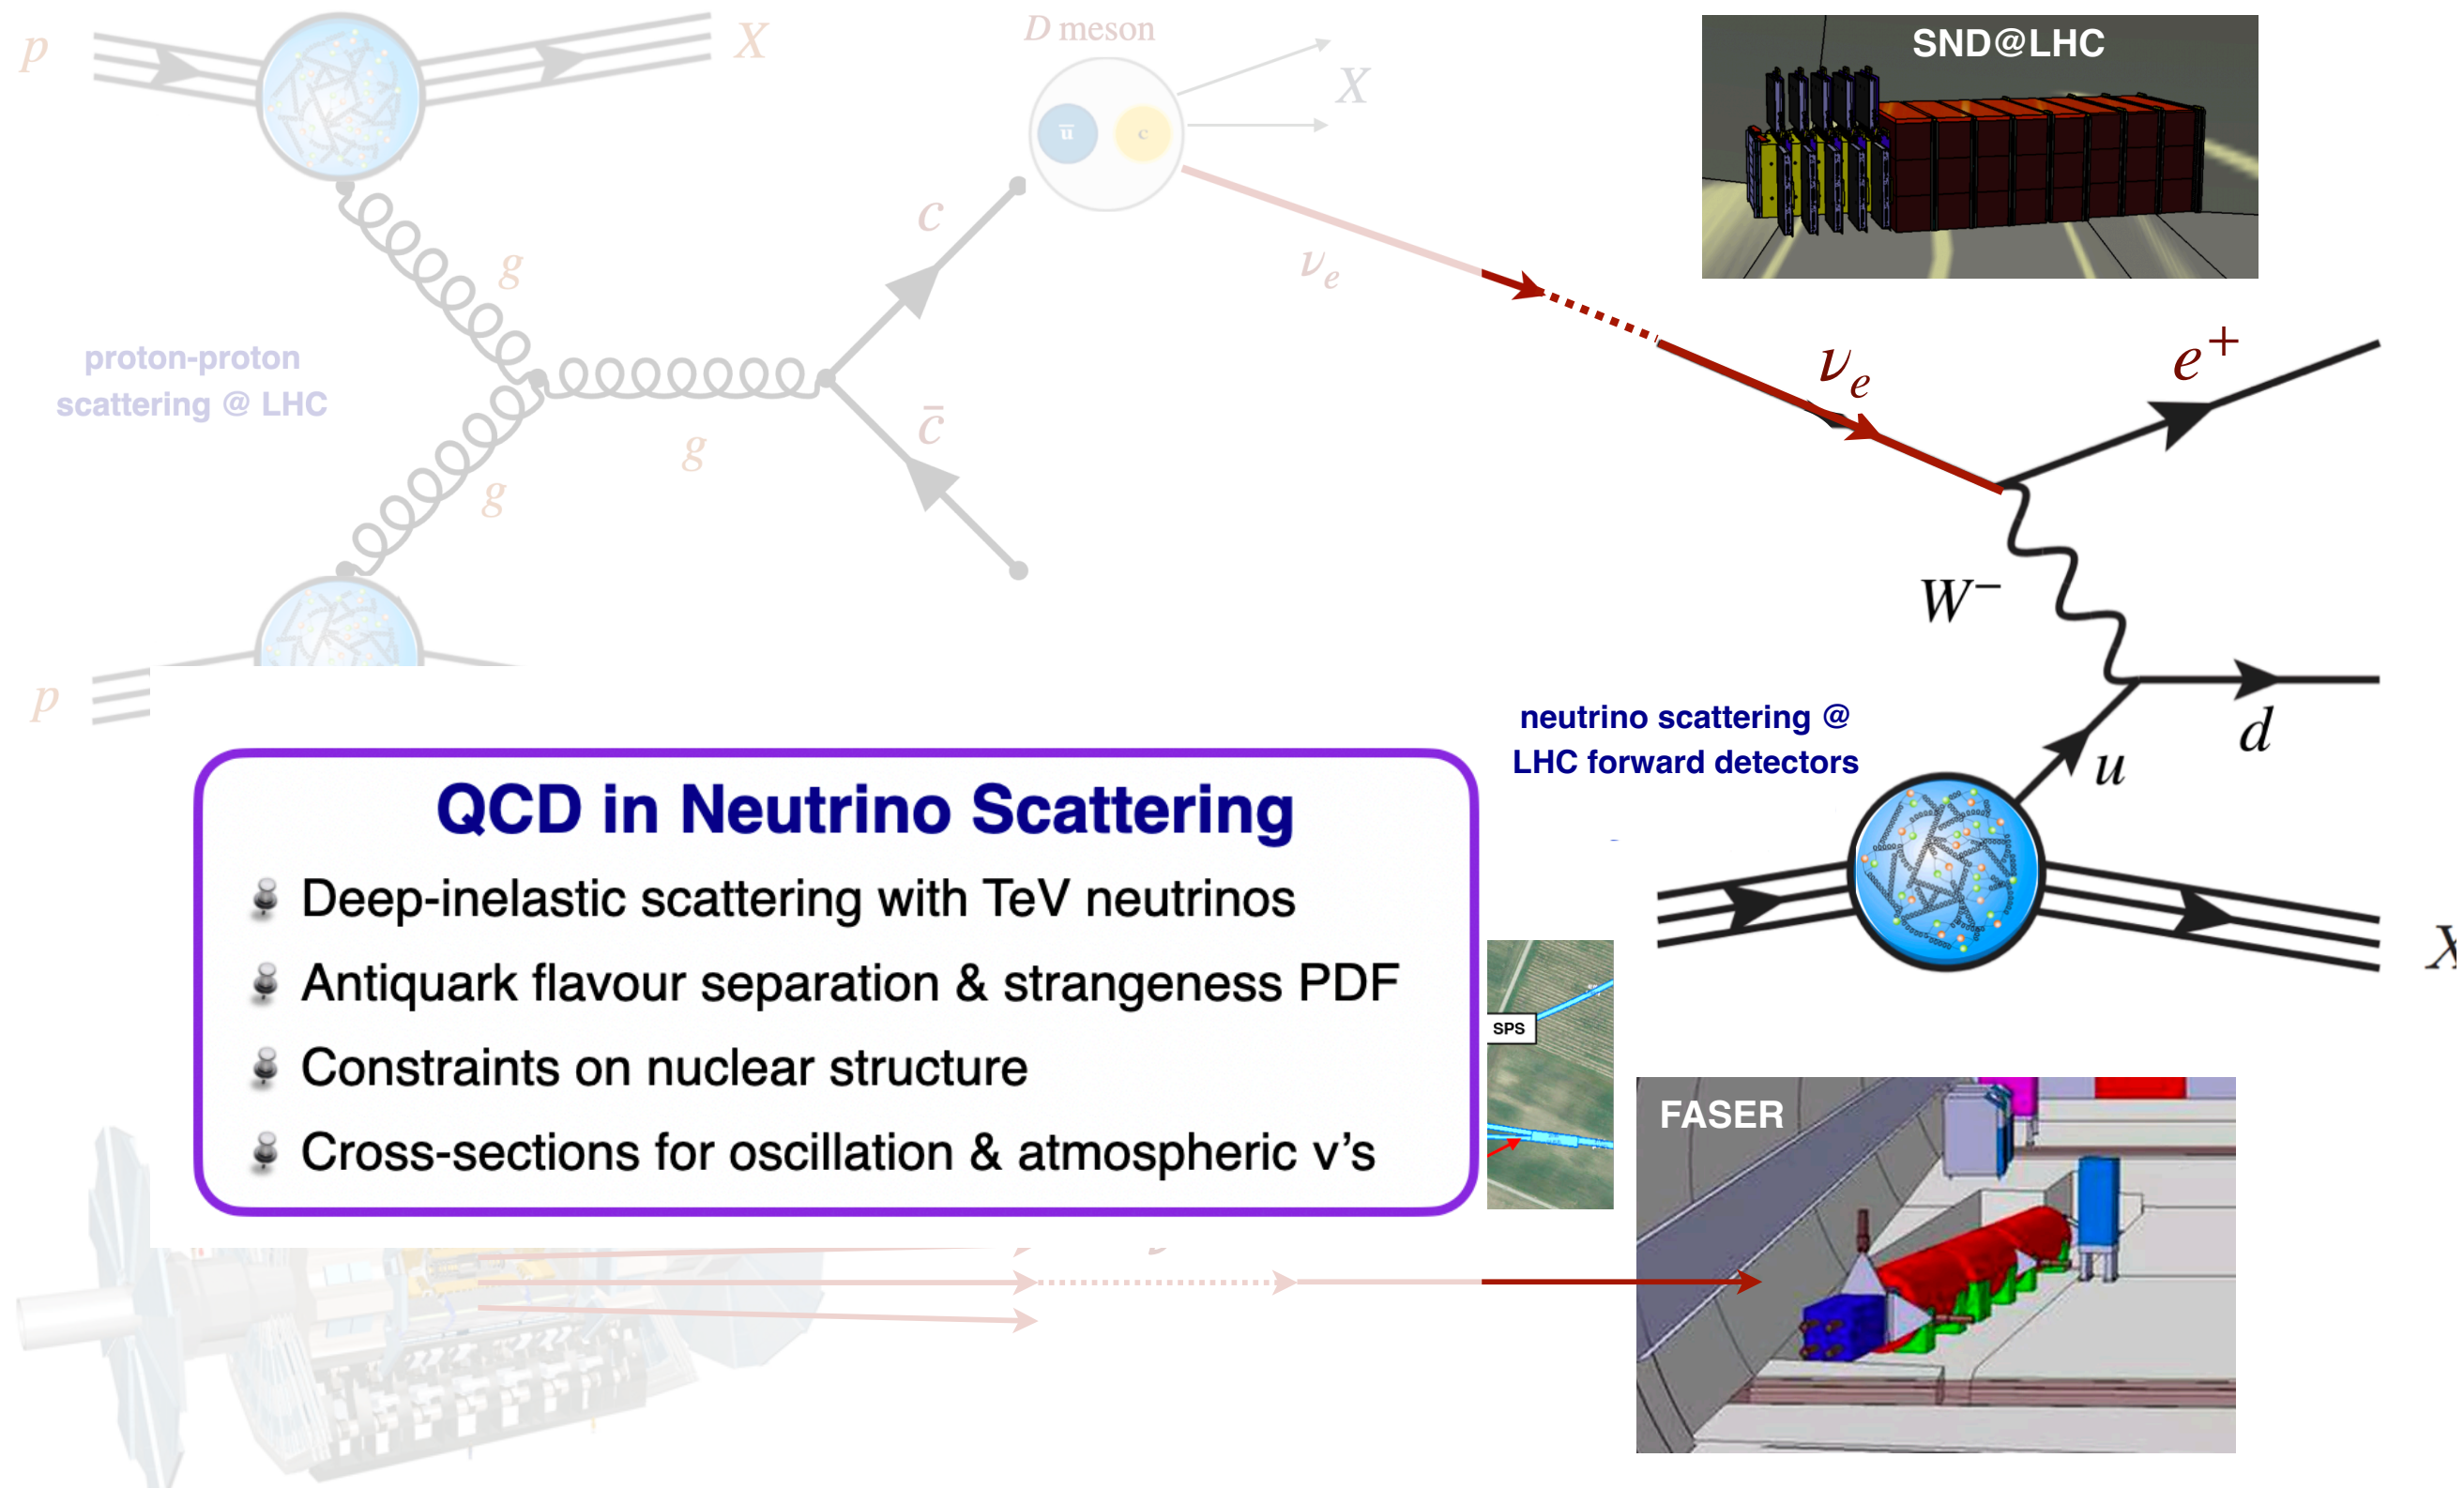 p
X
D meson
ū
c
X
SND@LHC
g
c
ν_e
proton-proton
scattering @ LHC
g
g
c̄
ν_e
e⁺
W⁻
p
neutrino scattering @
LHC forward detectors
u
d
X
QCD in Neutrino Scattering
Deep-inelastic scattering with TeV neutrinos
Antiquark flavour separation & strangeness PDF
Constraints on nuclear structure
Cross-sections for oscillation & atmospheric ν's
SPS
FASER